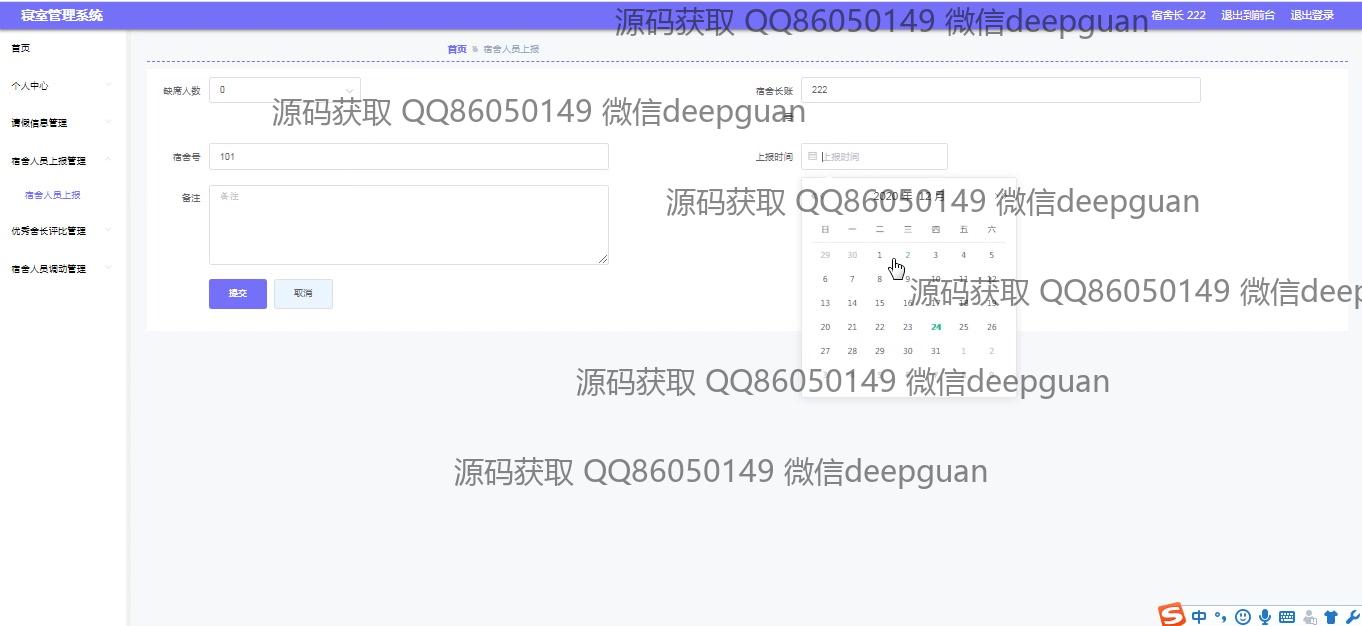 寝室管理系统
宿舍长 222 退出到前台 退出登录
源码获取 QQ86050149 微信deepguan
首页
个人中心
请假信息管理
宿舍人员上报管理
宿舍人员上报
优秀舍长评比管理
宿舍人员调动管理
首页 宿舍人员上报
缺席人数 0
宿舍长账号 222
源码获取 QQ86050149 微信deepguan
宿舍号 101
上报时间 上报时间
备注 备注
提交 取消
2020 年 12 月
源码获取 QQ86050149 微信deepguan
日 一 二 三 四 五 六
29 30 1 2 3 4 5
6 7 8 9 10 11 12
源码获取 QQ86050149 微信deep
13 14 15 16 17 18 19
20 21 22 23 24 25 26
27 28 29 30 31 1 2
源码获取 QQ86050149 微信deepguan
源码获取 QQ86050149 微信deepguan
中